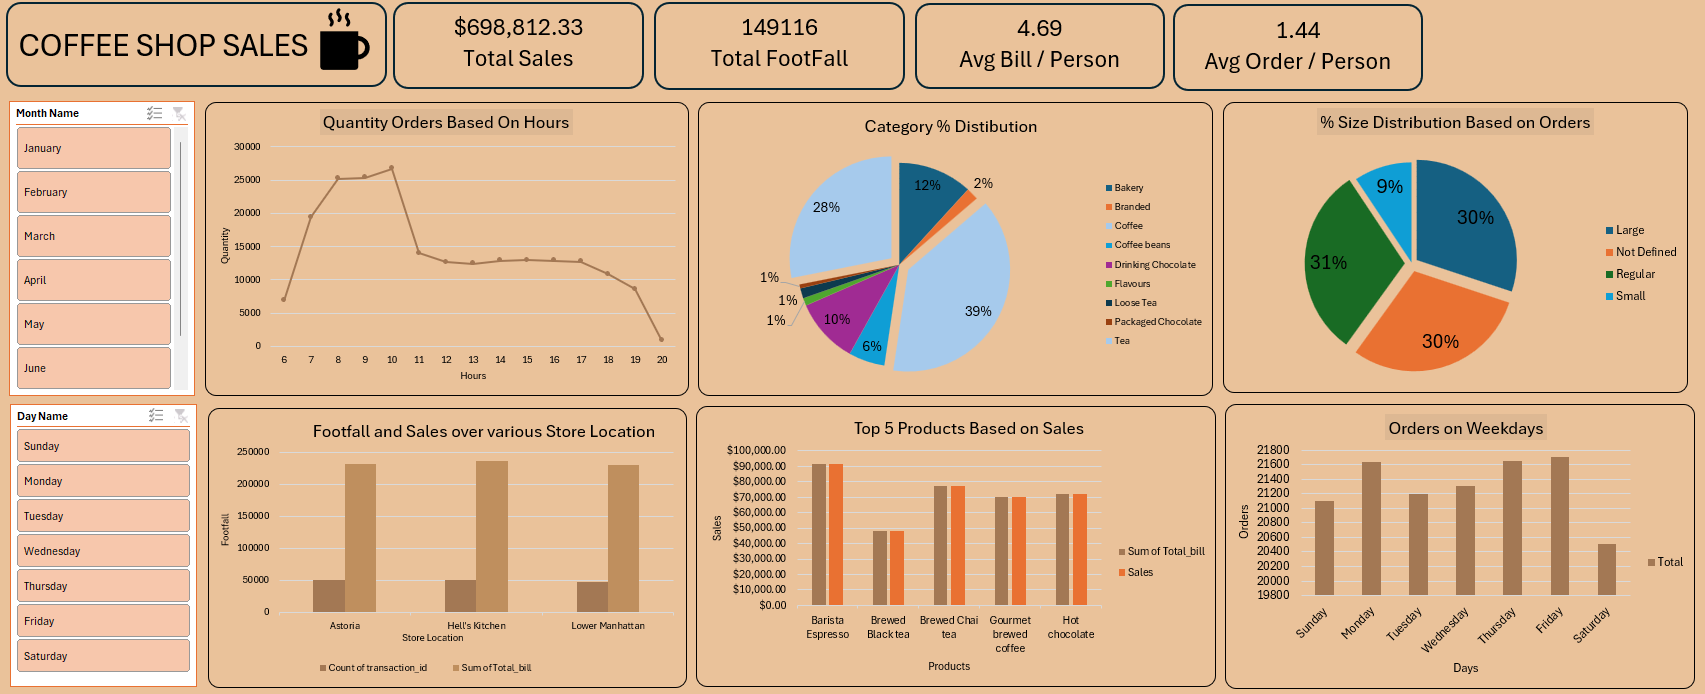 COFFEE SHOP SALES
$698,812.33
Total Sales
149116
Total FootFall
4.69
Avg Bill / Person
1.44
Avg Order / Person
Month Name
January
February
March
April
May
June
Day Name
Sunday
Monday
Tuesday
Wednesday
Thursday
Friday
Saturday
Quantity Orders Based On Hours
30000
25000
20000
15000
10000
5000
0
Quantity
6 7 8 9 10 11 12 13 14 15 16 17 18 19 20
Hours
Category % Distibution
12%
2%
28%
39%
1%
1%
1%
10%
6%
Bakery
Branded
Coffee
Coffee beans
Drinking Chocolate
Flavours
Loose Tea
Packaged Chocolate
Tea
% Size Distribution Based on Orders
9%
30%
31%
30%
Large
Not Defined
Regular
Small
Footfall and Sales over various Store Location
250000
200000
150000
100000
50000
0
Footfall
Astoria Hell's Kitchen Lower Manhattan
Store Location
Count of transaction_id Sum of Total_bill
Top 5 Products Based on Sales
$100,000.00
$90,000.00
$80,000.00
$70,000.00
$60,000.00
$50,000.00
$40,000.00
$30,000.00
$20,000.00
$10,000.00
$0.00
Sales
Barista Espresso
Brewed Black tea
Brewed Chai tea
Gourmet brewed coffee
Hot chocolate
Products
Sum of Total_bill
Sales
Orders on Weekdays
21800
21600
21400
21200
21000
20800
20600
20400
20200
20000
19800
Orders
Sunday Monday Tuesday Wednesday Thursday Friday Saturday
Days
Total